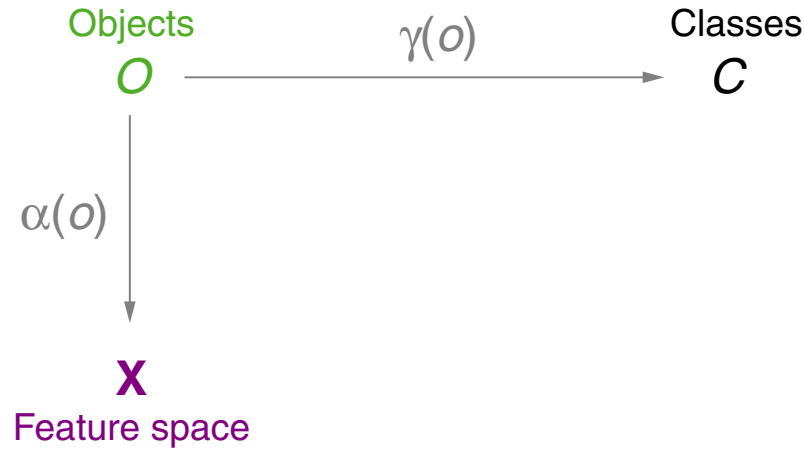 Objects
O
γ(o)
Classes
C
α(o)
X
Feature space